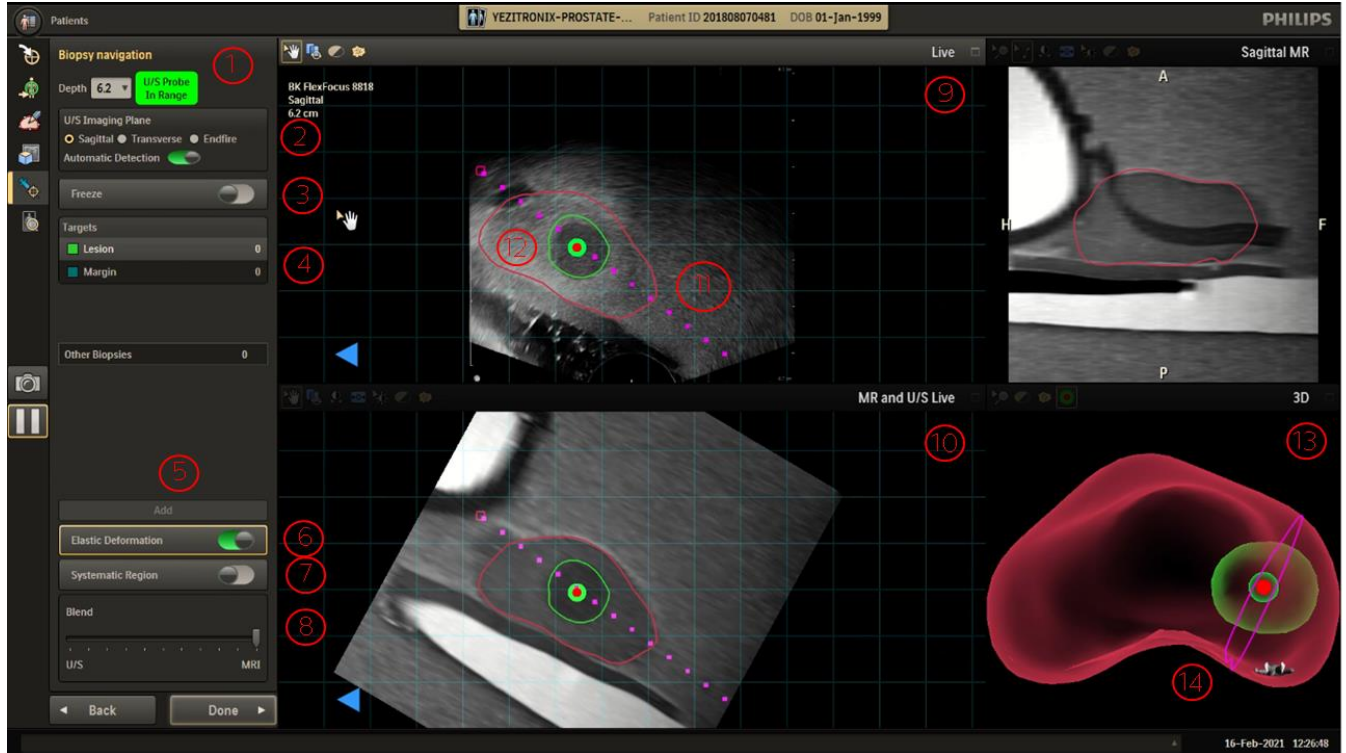 Patients
YEZITRONIX-PROSTATE-... Patient ID 201808070481 DOB 01-Jan-1999
PHILIPS
Biopsy navigation
1
Depth 6.2
U/S Probe
In Range
U/S Imaging Plane
Sagittal Transverse Endfire
Automatic Detection
2
Freeze
3
Targets
Lesion 0
Margin 0
4
Other Biopsies 0
5
Add
Elastic Deformation
6
Systematic Region
7
Blend
8
U/S MRI
Back Done
Live
BK FlexFocus 8818
Sagittal
6.2 cm
9
12
11
Sagittal MR
A
H F
P
MR and U/S Live
10
3D
13
14
16-Feb-2021 12:26:48